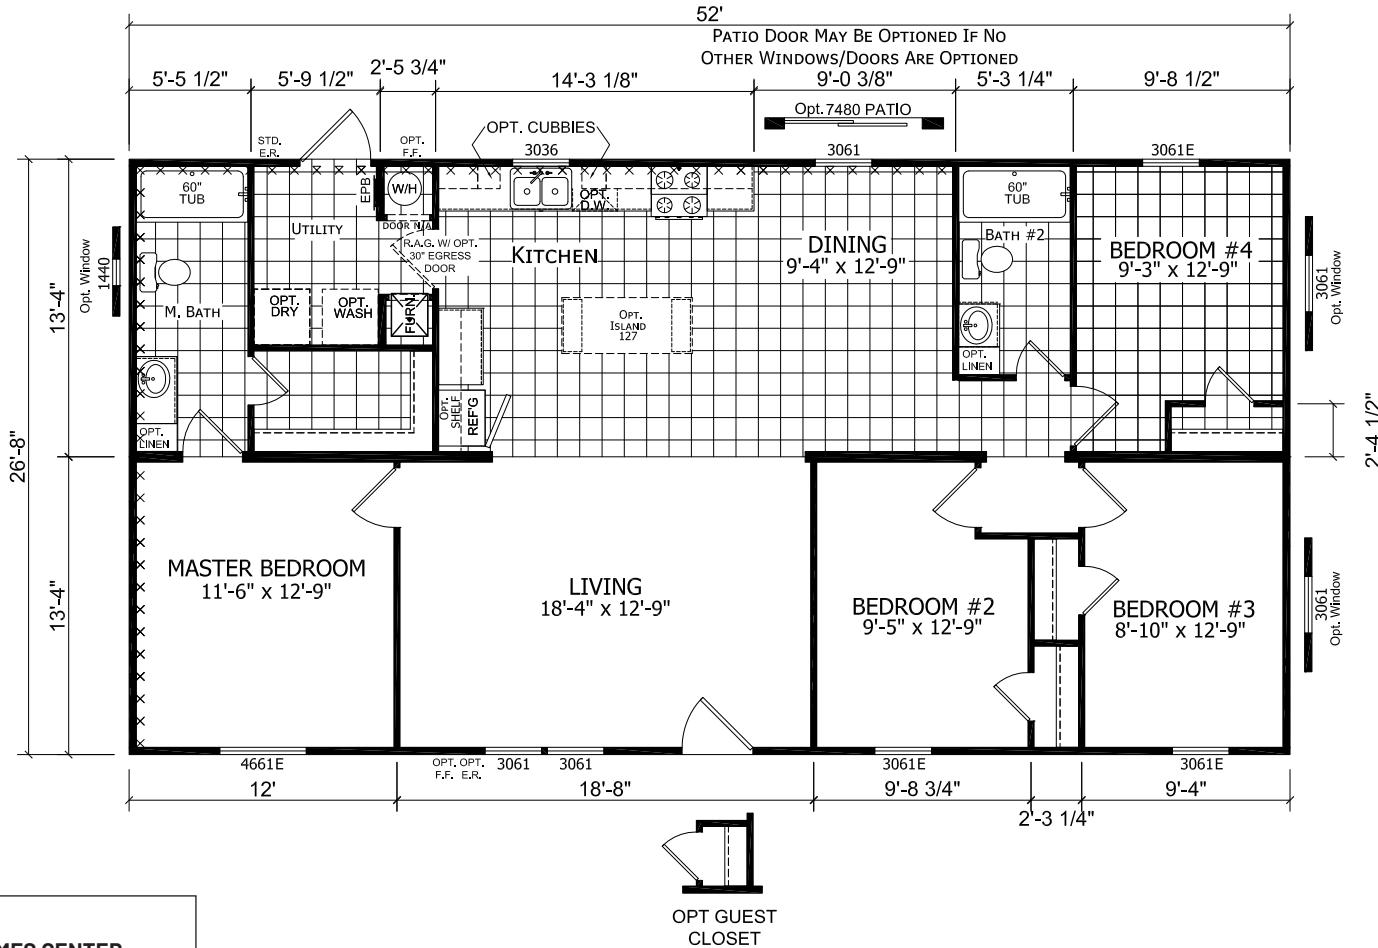 52'
PATIO DOOR MAY BE OPTIONED IF NO
OTHER WINDOWS/DOORS ARE OPTIONED
5'-5 1/2"
5'-9 1/2"
2'-5 3/4"
14'-3 1/8"
9'-0 3/8"
5'-3 1/4"
9'-8 1/2"
Opt. 7480 PATIO
STD.
E.R.
OPT.
F.F.
OPT. CUBBIES
3036
3061
3061E
60"
TUB
EPB
W/H
OPT.
D.W.
60"
TUB
UTILITY
DOOR N/A
R.A.G. W/ OPT.
30" EGRESS
DOOR
KITCHEN
DINING
9'-4" x 12'-9"
BATH #2
BEDROOM #4
9'-3" x 12'-9"
Opt. Window
1440
3061
Opt. Window
13'-4"
M. BATH
OPT.
DRY
OPT.
WASH
FURN
OPT.
ISLAND
127
OPT.
LINEN
OPT.
SHELF
REF'G
OPT.
LINEN
2'-4 1/2"
26'-8"
13'-4"
MASTER BEDROOM
11'-6" x 12'-9"
LIVING
18'-4" x 12'-9"
BEDROOM #2
9'-5" x 12'-9"
BEDROOM #3
8'-10" x 12'-9"
3061
Opt. Window
4661E
OPT. OPT.
F.F. E.R.
3061
3061
3061E
3061E
12'
18'-8"
9'-8 3/4"
2'-3 1/4"
9'-4"
OPT GUEST
CLOSET